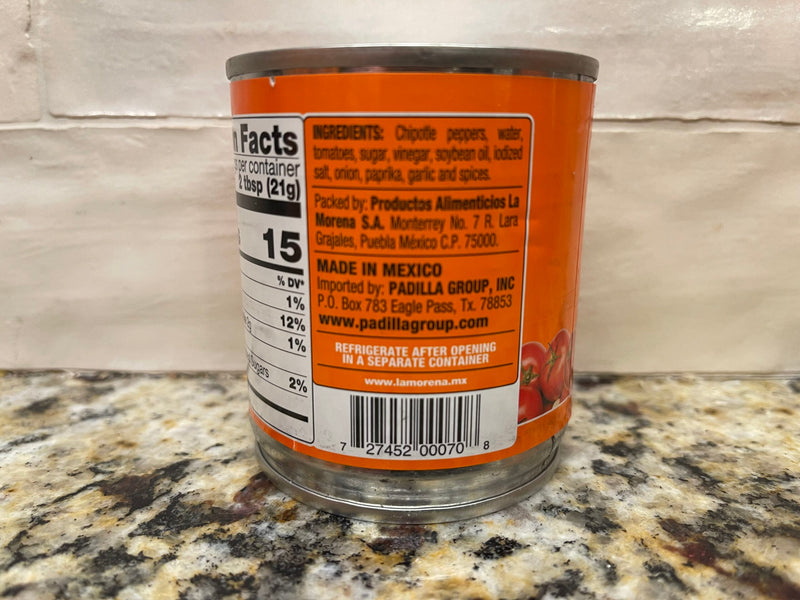 n Facts
per container
2 tbsp (21g)
15
% DV*
1%
12%
1%
2%
INGREDIENTS: Chipotle peppers, water,
tomatoes, sugar, vinegar, soybean oil, iodized
salt, onion, paprika, garlic and spices.
Packed by: Productos Alimenticios La
Morena S.A. Monterrey No. 7 R. Lara
Grajales, Puebla México C.P. 75000.
MADE IN MEXICO
Imported by: PADILLA GROUP, INC
P.O. Box 783 Eagle Pass, Tx. 78853
www.padillagroup.com
REFRIGERATE AFTER OPENING
IN A SEPARATE CONTAINER
www.lamorena.mx
7 27452 00070 8